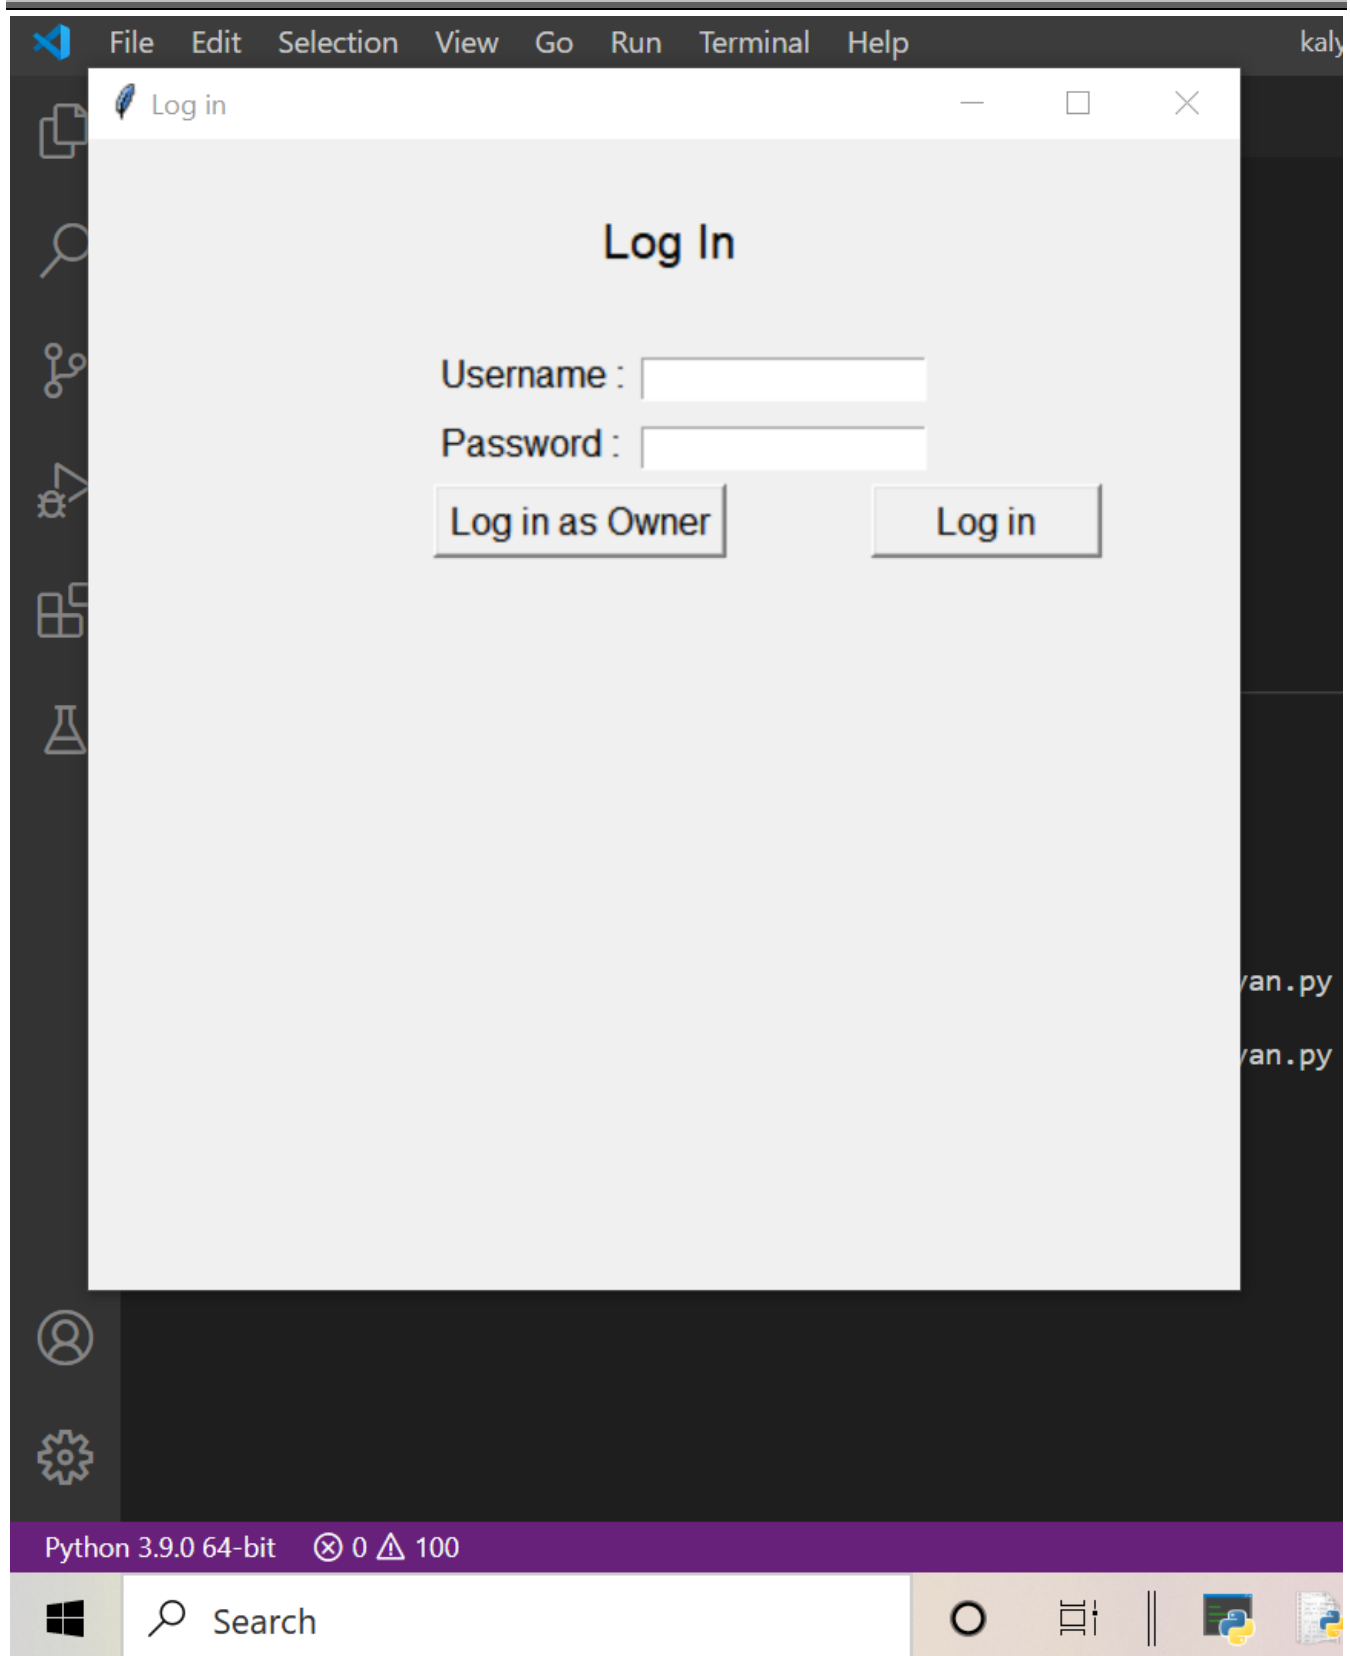 File Edit Selection View Go Run Terminal Help
Log in
Log In
Username :
Password :
Log in as Owner Log in
an.py
an.py
Python 3.9.0 64-bit 0 100
Search